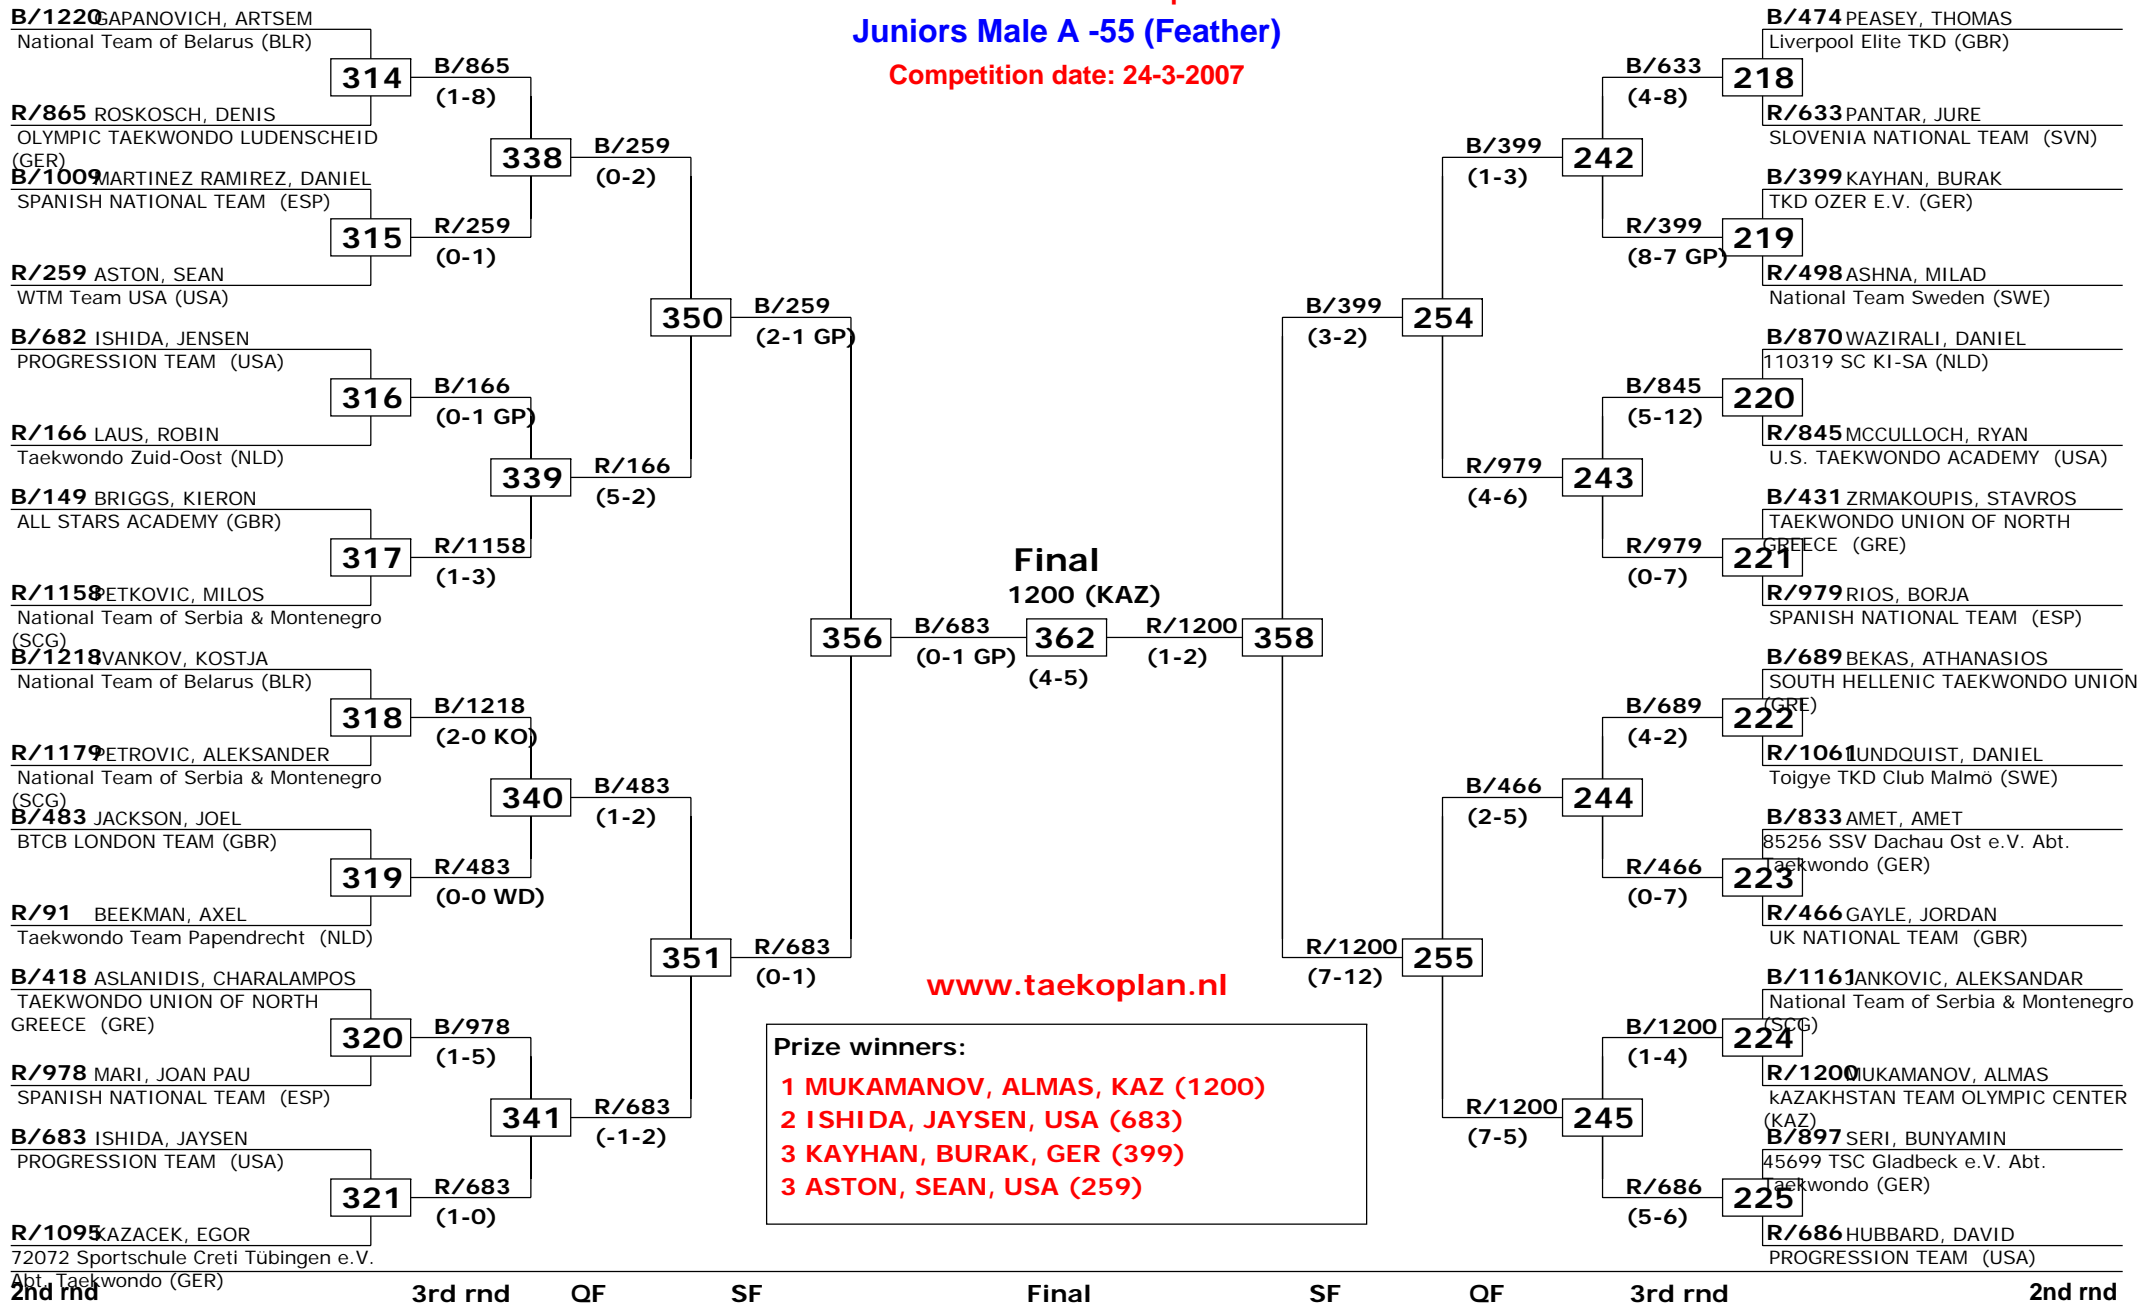 Juniors Male A -55 (Feather)
Competition date: 24-3-2007
B/1220 GAPANOVICH, ARTSEM
National Team of Belarus (BLR)
314
R/865 ROSKOSCH, DENIS
OLYMPIC TAEKWONDO LUDENSCHEID
(GER)
B/1009 MARTINEZ RAMIREZ, DANIEL
SPANISH NATIONAL TEAM (ESP)
315
R/259 ASTON, SEAN
WTM Team USA (USA)
B/682 ISHIDA, JENSEN
PROGRESSION TEAM (USA)
316
R/166 LAUS, ROBIN
Taekwondo Zuid-Oost (NLD)
B/149 BRIGGS, KIERON
ALL STARS ACADEMY (GBR)
317
R/1158 PETKOVIC, MILOS
National Team of Serbia & Montenegro
(SCG)
B/1218 IVANKOV, KOSTJA
National Team of Belarus (BLR)
318
R/1179 PETROVIC, ALEKSANDER
National Team of Serbia & Montenegro
(SCG)
B/483 JACKSON, JOEL
BTCB LONDON TEAM (GBR)
319
R/91 BEEKMAN, AXEL
Taekwondo Team Papendrecht (NLD)
B/418 ASLANIDIS, CHARALAMPOS
TAEKWONDO UNION OF NORTH
GREECE (GRE)
320
R/978 MARI, JOAN PAU
SPANISH NATIONAL TEAM (ESP)
B/683 ISHIDA, JAYSEN
PROGRESSION TEAM (USA)
321
R/1095 KAZACEK, EGOR
72072 Sportschule Creti Tübingen e.V.
Abt. Taekwondo (GER)
B/865
(1-8)
338
R/259
(0-1)
B/166
(0-1 GP)
339
R/1158
(1-3)
B/1218
(2-0 KO)
340
R/483
(0-0 WD)
B/978
(1-5)
341
R/683
(1-0)
B/259
(0-2)
350
R/166
(5-2)
B/483
(1-2)
351
R/683
(-1-2)
B/259
(2-1 GP)
356
R/683
(0-1)
B/683
(0-1 GP)
Final
1200 (KAZ)
362
(4-5)
R/1200
(1-2)
358
B/399
(3-2)
R/1200
(7-12)
254
B/399
(1-3)
R/979
(4-6)
255
B/466
(2-5)
R/1200
(7-5)
242
B/633
(4-8)
R/399
(8-7 GP)
243
B/845
(5-12)
R/979
(0-7)
244
B/689
(4-2)
R/466
(0-7)
245
B/1200
(1-4)
R/686
(5-6)
B/474 PEASEY, THOMAS
Liverpool Elite TKD (GBR)
218
R/633 PANTAR, JURE
SLOVENIA NATIONAL TEAM (SVN)
B/399 KAYHAN, BURAK
TKD OZER E.V. (GER)
219
R/498 ASHNA, MILAD
National Team Sweden (SWE)
B/870 WAZIRALI, DANIEL
110319 SC KI-SA (NLD)
220
R/845 MCCULLOCH, RYAN
U.S. TAEKWONDO ACADEMY (USA)
B/431 ZRMAKOUPIS, STAVROS
TAEKWONDO UNION OF NORTH
GREECE (GRE)
221
R/979 RIOS, BORJA
SPANISH NATIONAL TEAM (ESP)
B/689 BEKAS, ATHANASIOS
SOUTH HELLENIC TAEKWONDO UNION
(GRE)
222
R/1061 LUNDQUIST, DANIEL
Toigye TKD Club Malmö (SWE)
B/833 AMET, AMET
85256 SSV Dachau Ost e.V. Abt.
Taekwondo (GER)
223
R/466 GAYLE, JORDAN
UK NATIONAL TEAM (GBR)
B/1161 JANKOVIC, ALEKSANDAR
National Team of Serbia & Montenegro
(SCG)
224
R/1200 MUKAMANOV, ALMAS
kAZAKHSTAN TEAM OLYMPIC CENTER
(KAZ)
B/897 SERI, BUNYAMIN
45699 TSC Gladbeck e.V. Abt.
Taekwondo (GER)
225
R/686 HUBBARD, DAVID
PROGRESSION TEAM (USA)
www.taekoplan.nl
Prize winners:
1 MUKAMANOV, ALMAS, KAZ (1200)
2 ISHIDA, JAYSEN, USA (683)
3 KAYHAN, BURAK, GER (399)
3 ASTON, SEAN, USA (259)
2nd rnd 3rd rnd QF SF Final SF QF 3rd rnd 2nd rnd